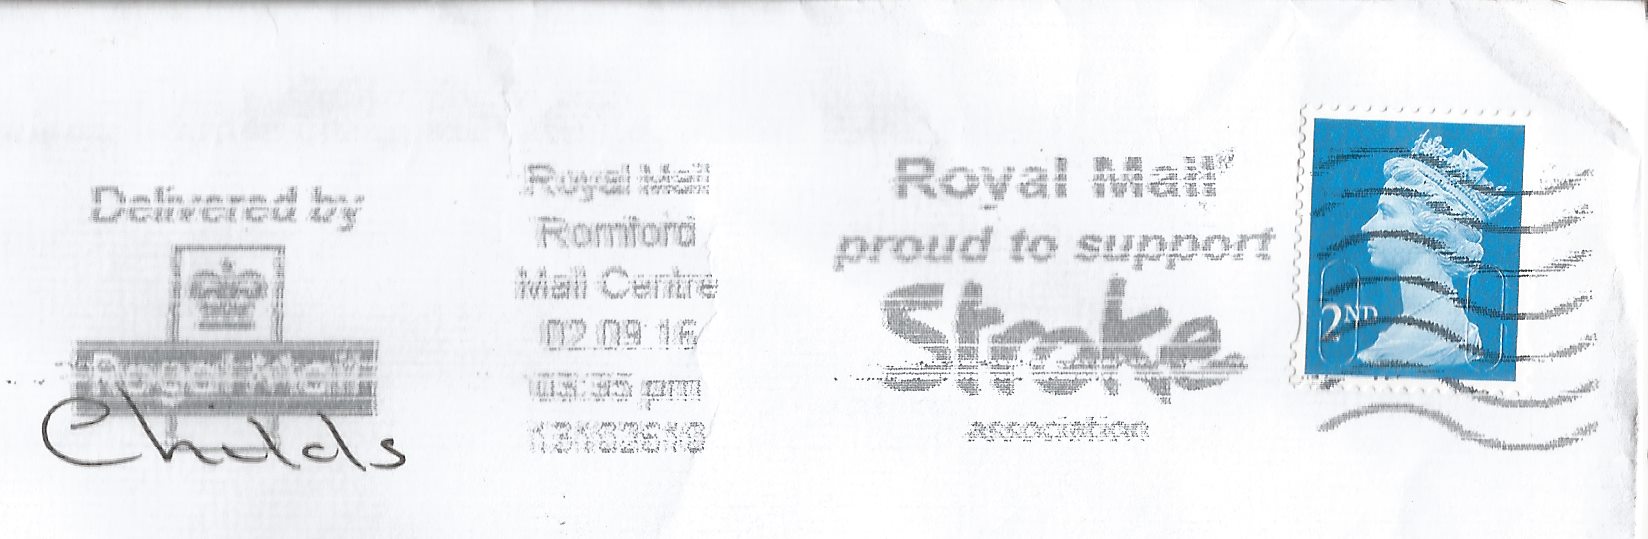 Delivered by
Royal Mail
Childs
Royal Mail
Romford
Mail Centre
02.09.16
03:35 pm
Royal Mail
proud to support
Stroke
association
2ND